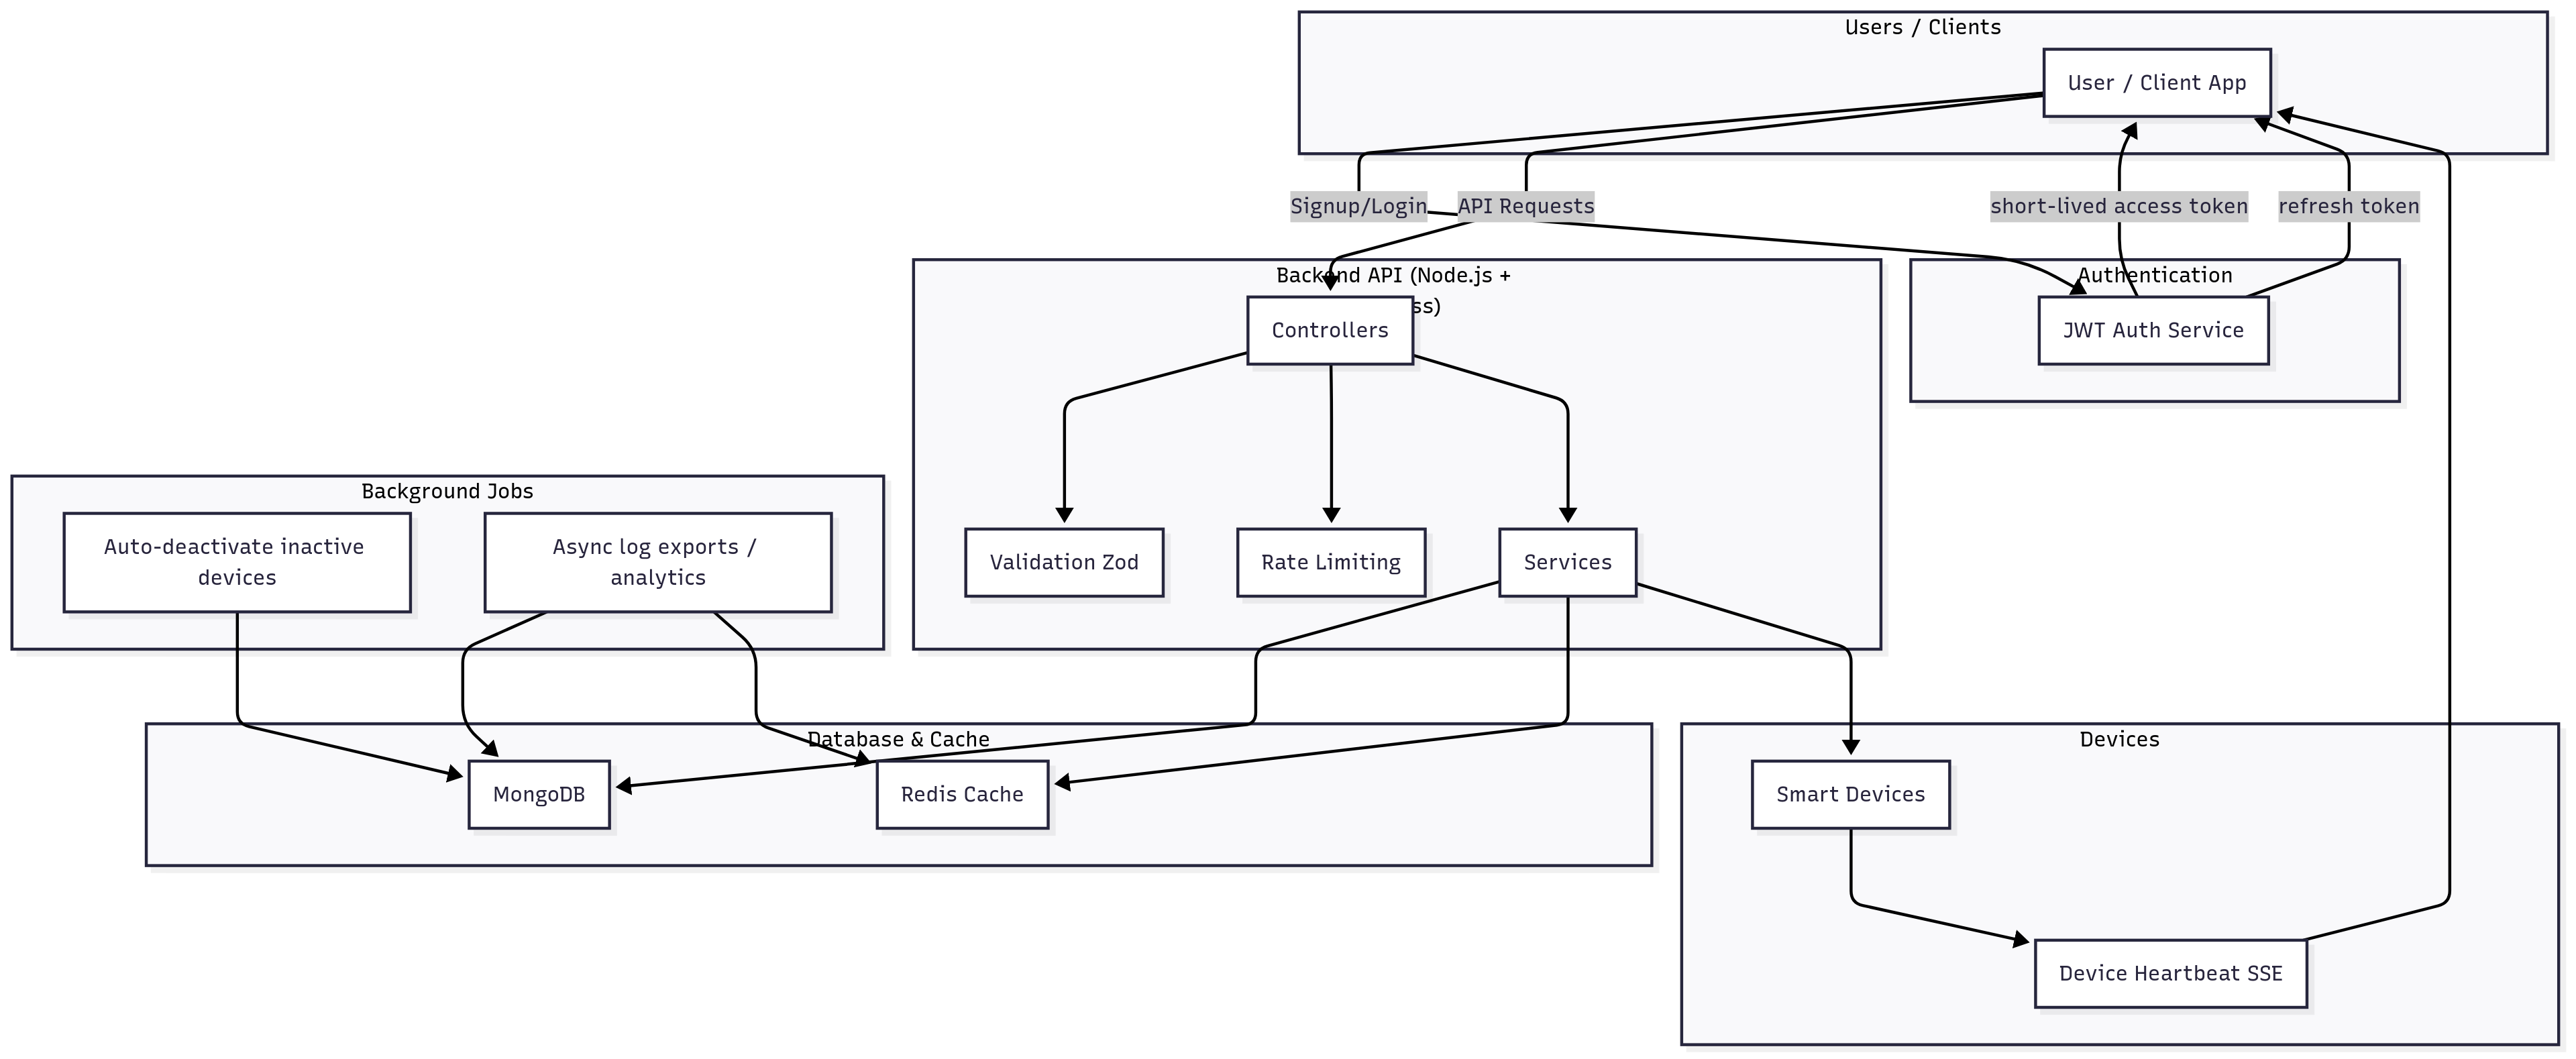 Users / Clients
User / Client App
Signup/Login
API Requests
short-lived access token
refresh token
Backend API (Node.js +
ss)
Controllers
Authentication
JWT Auth Service
Background Jobs
Auto-deactivate inactive
devices
Async log exports /
analytics
Validation Zod
Rate Limiting
Services
Database & Cache
MongoDB
Redis Cache
Devices
Smart Devices
Device Heartbeat SSE